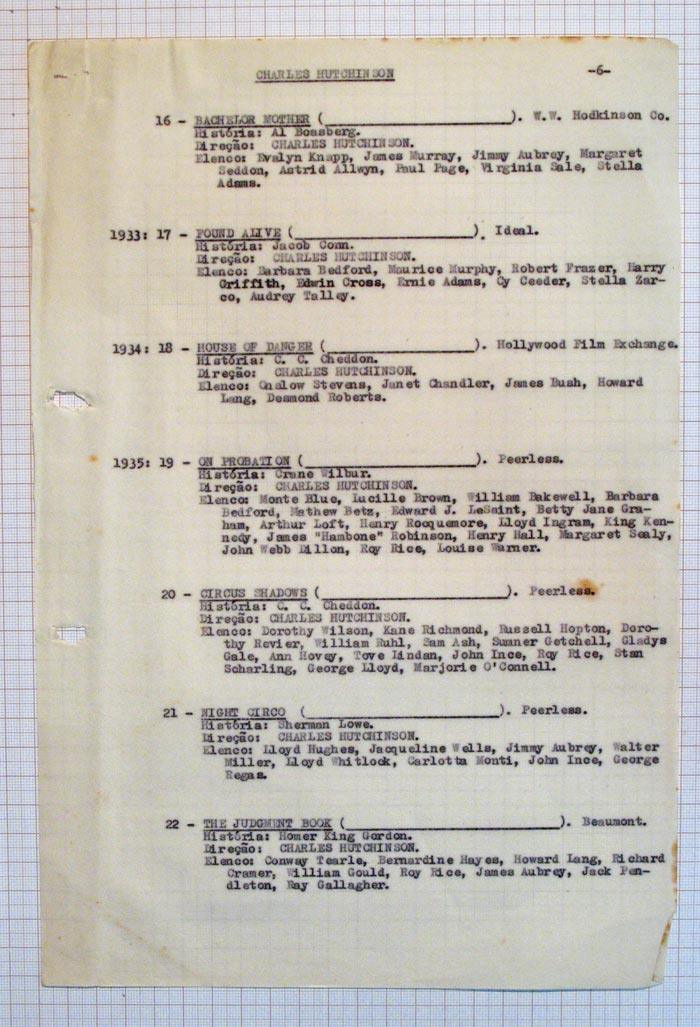 CHARLES HUTCHINSON -6-
16 - BACHELOR MOTHER (____________________). W.W. Hodkinson Co.
História: Al Boasberg.
Direção: CHARLES HUTCHINSON.
Elenco: Evalyn Knapp, James Murray, Jimmy Aubrey, Margaret
Seddon, Astrid Allwyn, Paul Page, Virginia Sale, Stella
Adams.
1933: 17 - FOUND ALIVE (____________________). Ideal.
História: Jacob Conn.
Direção: CHARLES HUTCHINSON.
Elenco: Barbara Bedford, Maurice Murphy, Robert Frazer, Harry
Griffith, Edwin Cross, Ernie Adams, Cy Ceeder, Stella Zar-
co, Audrey Talley.
1934: 18 - HOUSE OF DANGER (____________________). Hollywood Film Exchange.
História: C. C. Cheddon.
Direção: CHARLES HUTCHINSON.
Elenco: Onslow Stevens, Janet Chandler, James Bush, Howard
Lang, Desmond Roberts.
1935: 19 - ON PROBATION (____________________). Peerless.
História: Crane Wilbur.
Direção: CHARLES HUTCHINSON.
Elenco: Monte Blue, Lucille Brown, William Bakewell, Barbara
Bedford, Mathew Betz, Edward J. LeSaint, Betty Jane Gra-
ham, Arthur Loft, Henry Rocquemore, Lloyd Ingram, King Ken-
nedy, James "Hambone" Robinson, Henry Hall, Margaret Sealy,
John Webb Dillon, Roy Rice, Louise Warner.
20 - CIRCUS SHADOWS (____________________). Peerless.
História: C. C. Cheddon.
Direção: CHARLES HUTCHINSON.
Elenco: Dorothy Wilson, Kane Richmond, Russell Hopton, Doro-
thy Revier, William Ruhl, Sam Ash, Sumner Getchell, Gladys
Gale, Ann Hovey, Tove Lindan, John Ince, Roy Rice, Stan
Scharling, George Lloyd, Marjorie O'Connell.
21 - NIGHT CIRCO (____________________). Peerless.
História: Sherman Lowe.
Direção: CHARLES HUTCHINSON.
Elenco: Lloyd Hughes, Jacqueline Wells, Jimmy Aubrey, Walter
Miller, Lloyd Whitlock, Carlotta Monti, John Ince, George
Regas.
22 - THE JUDGMENT BOOK (____________________). Beaumont.
História: Homer King Gordon.
Direção: CHARLES HUTCHINSON.
Elenco: Conway Tearle, Bernardine Hayes, Howard Lang, Richard
Cramer, William Gould, Roy Rice, James Aubrey, Jack Pen-
dleton, Ray Gallagher.